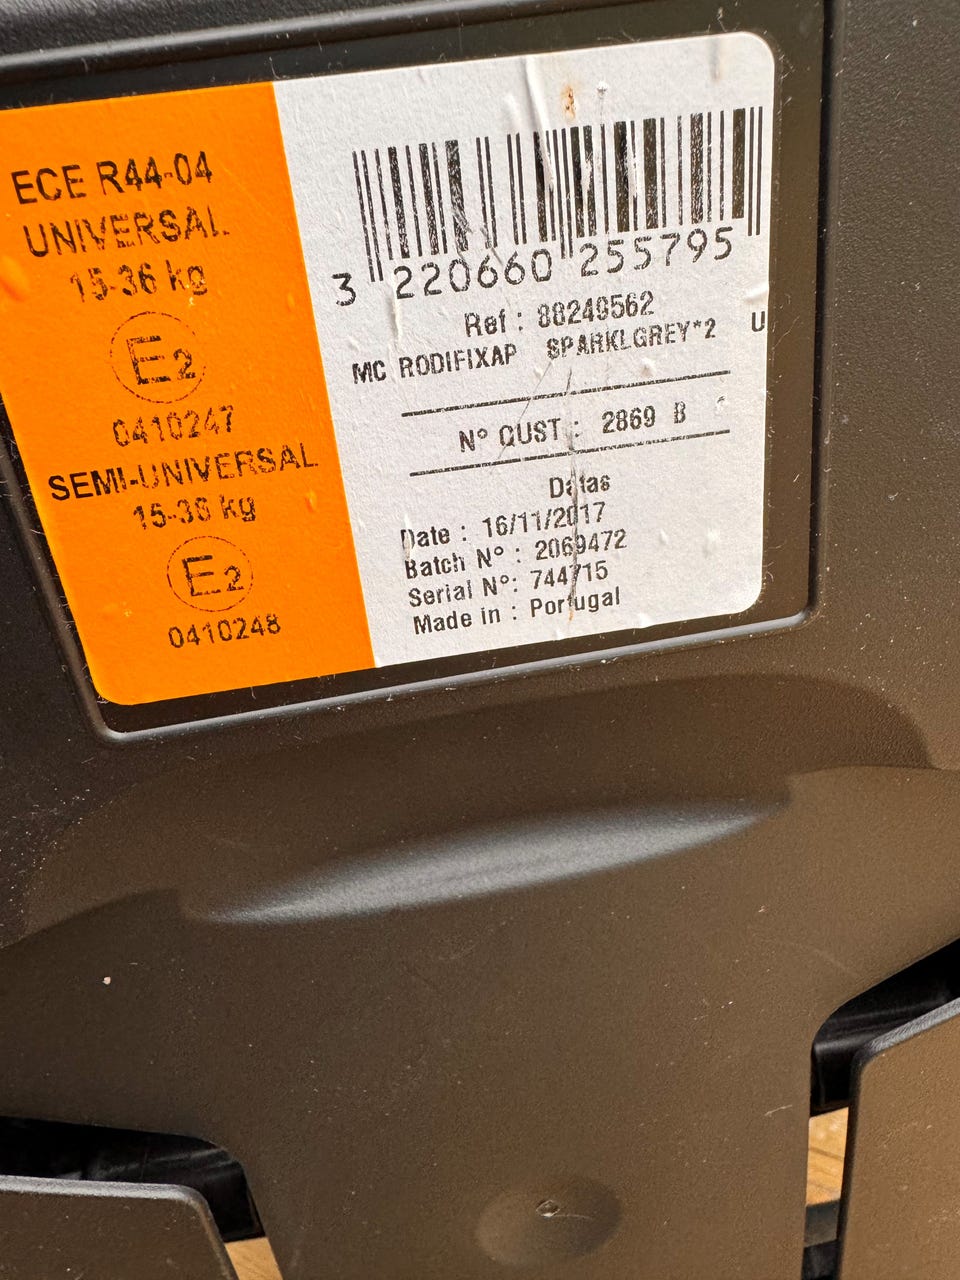 ECE R44-04
UNIVERSAL
15-36 kg
E2
0410247
SEMI-UNIVERSAL
15-36 kg
E2
0410248
3 220660 255795
Ref : 88249562
MC RODIFIXAP SPARKLGREY*2 U
N° QUST : 2869 B
Datas
Date : 16/11/2017
Batch N° : 2069472
Serial N°: 744715
Made in : Portugal